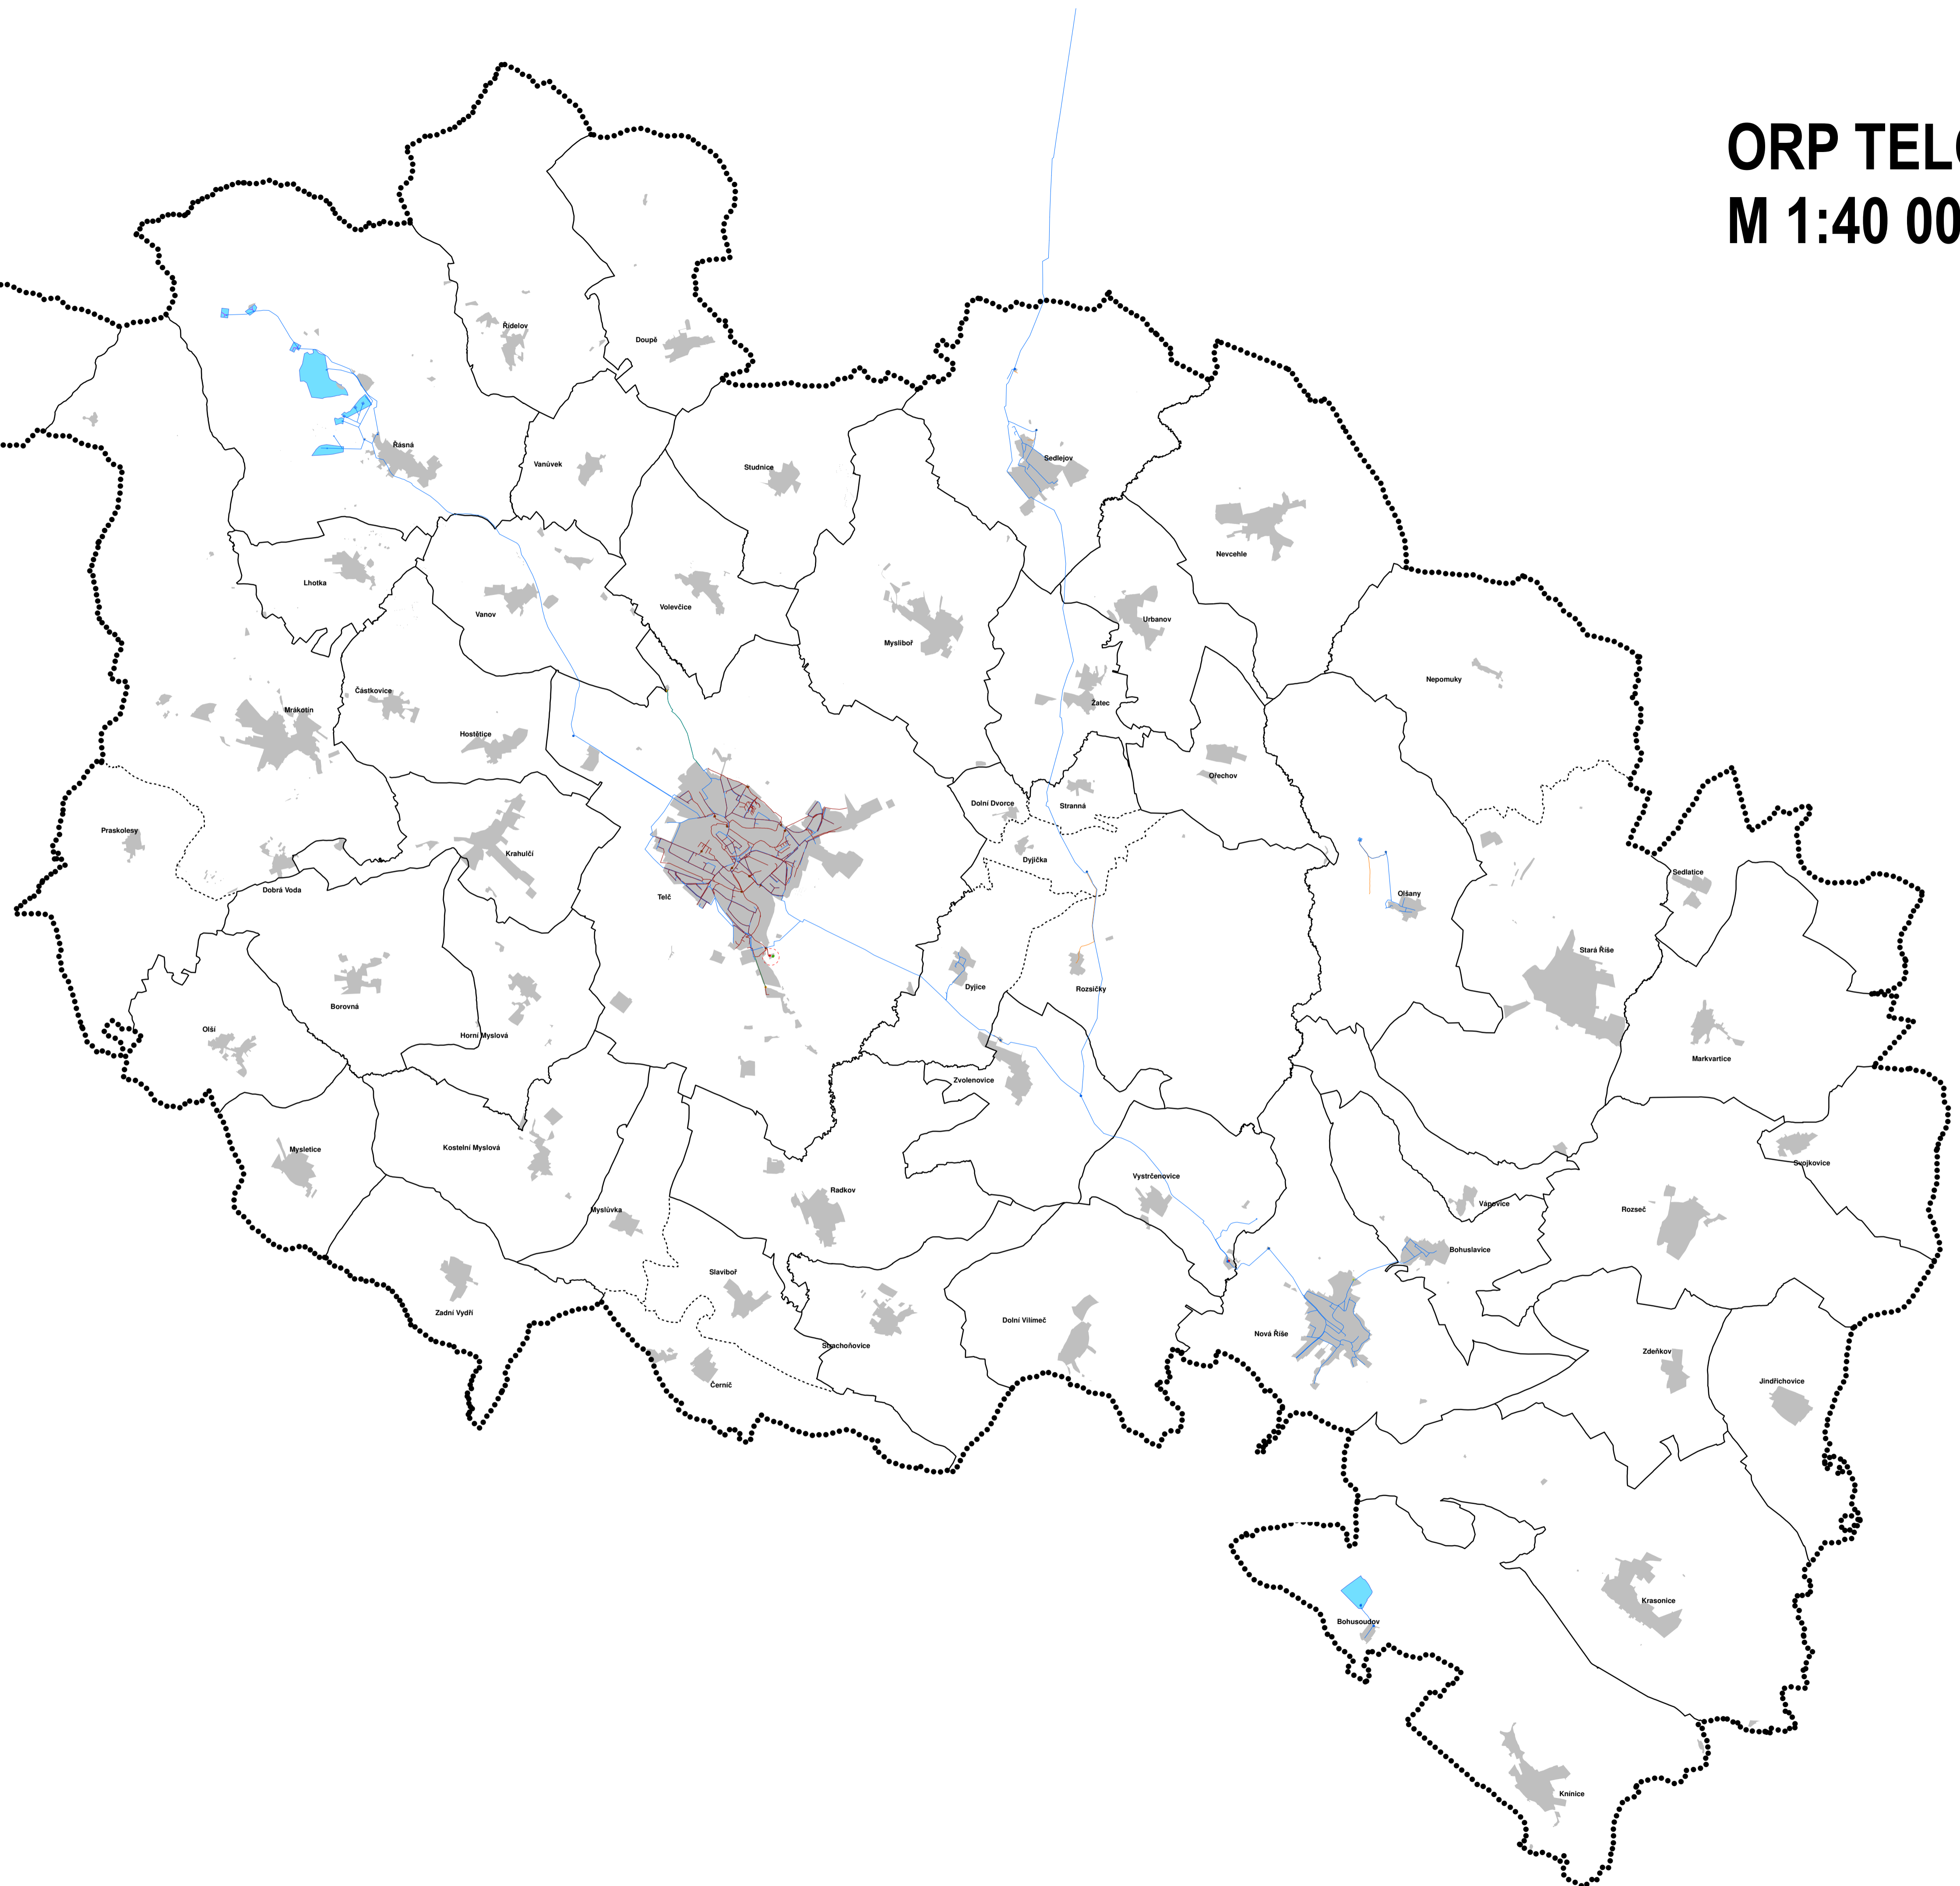 ORP TELČ
M 1:40 00
Řídelov
Doupě
Řásná
Vanůvek
Studnice
Sedlejov
Nevcehle
Lhotka
Vanov
Volevčice
Mysliboř
Urbanov
Nepomuky
Částkovice
Mrákotín
Hostětice
Žatec
Ořechov
Dolní Dvorce
Stranná
Praskolesy
Krahulčí
Dyjička
Dobrá Voda
Telč
Olšany
Sedlatice
Stará Říše
Dyjice
Rozsičky
Borovná
Olší
Horní Myslová
Markvartice
Zvolenovice
Mysletice
Kostelní Myslová
Svojkovice
Vystrčenovice
Radkov
Vápovice
Rozseč
Myslůvka
Bohuslavice
Slaviboř
Zadní Vydří
Dolní Vilímeč
Nová Říše
Strachoňovice
Zdeňkov
Černíč
Jindřichovice
Krasonice
Bohusoudov
Knínice